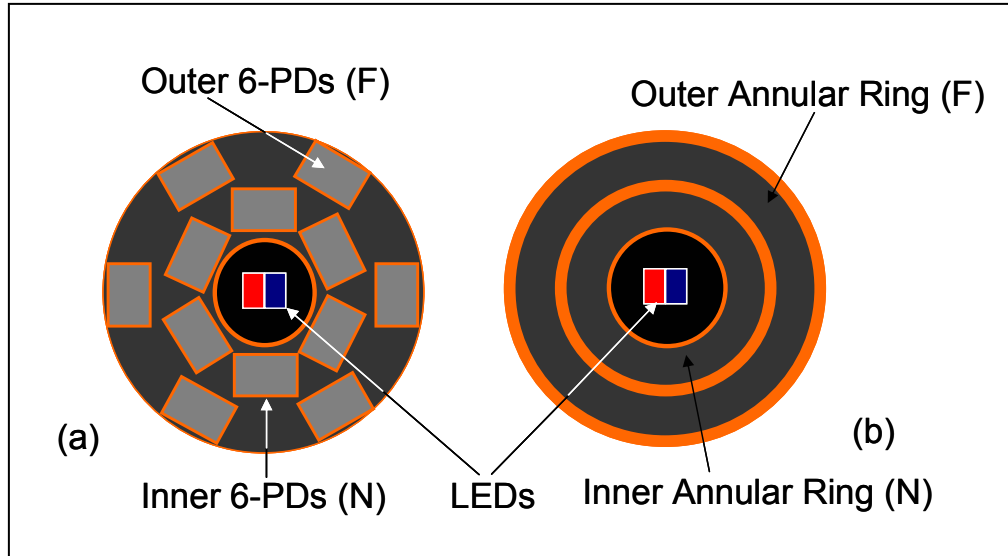 Outer 6-PDs (F)
Outer Annular Ring (F)
(a)
(b)
Inner 6-PDs (N)
LEDs
Inner Annular Ring (N)